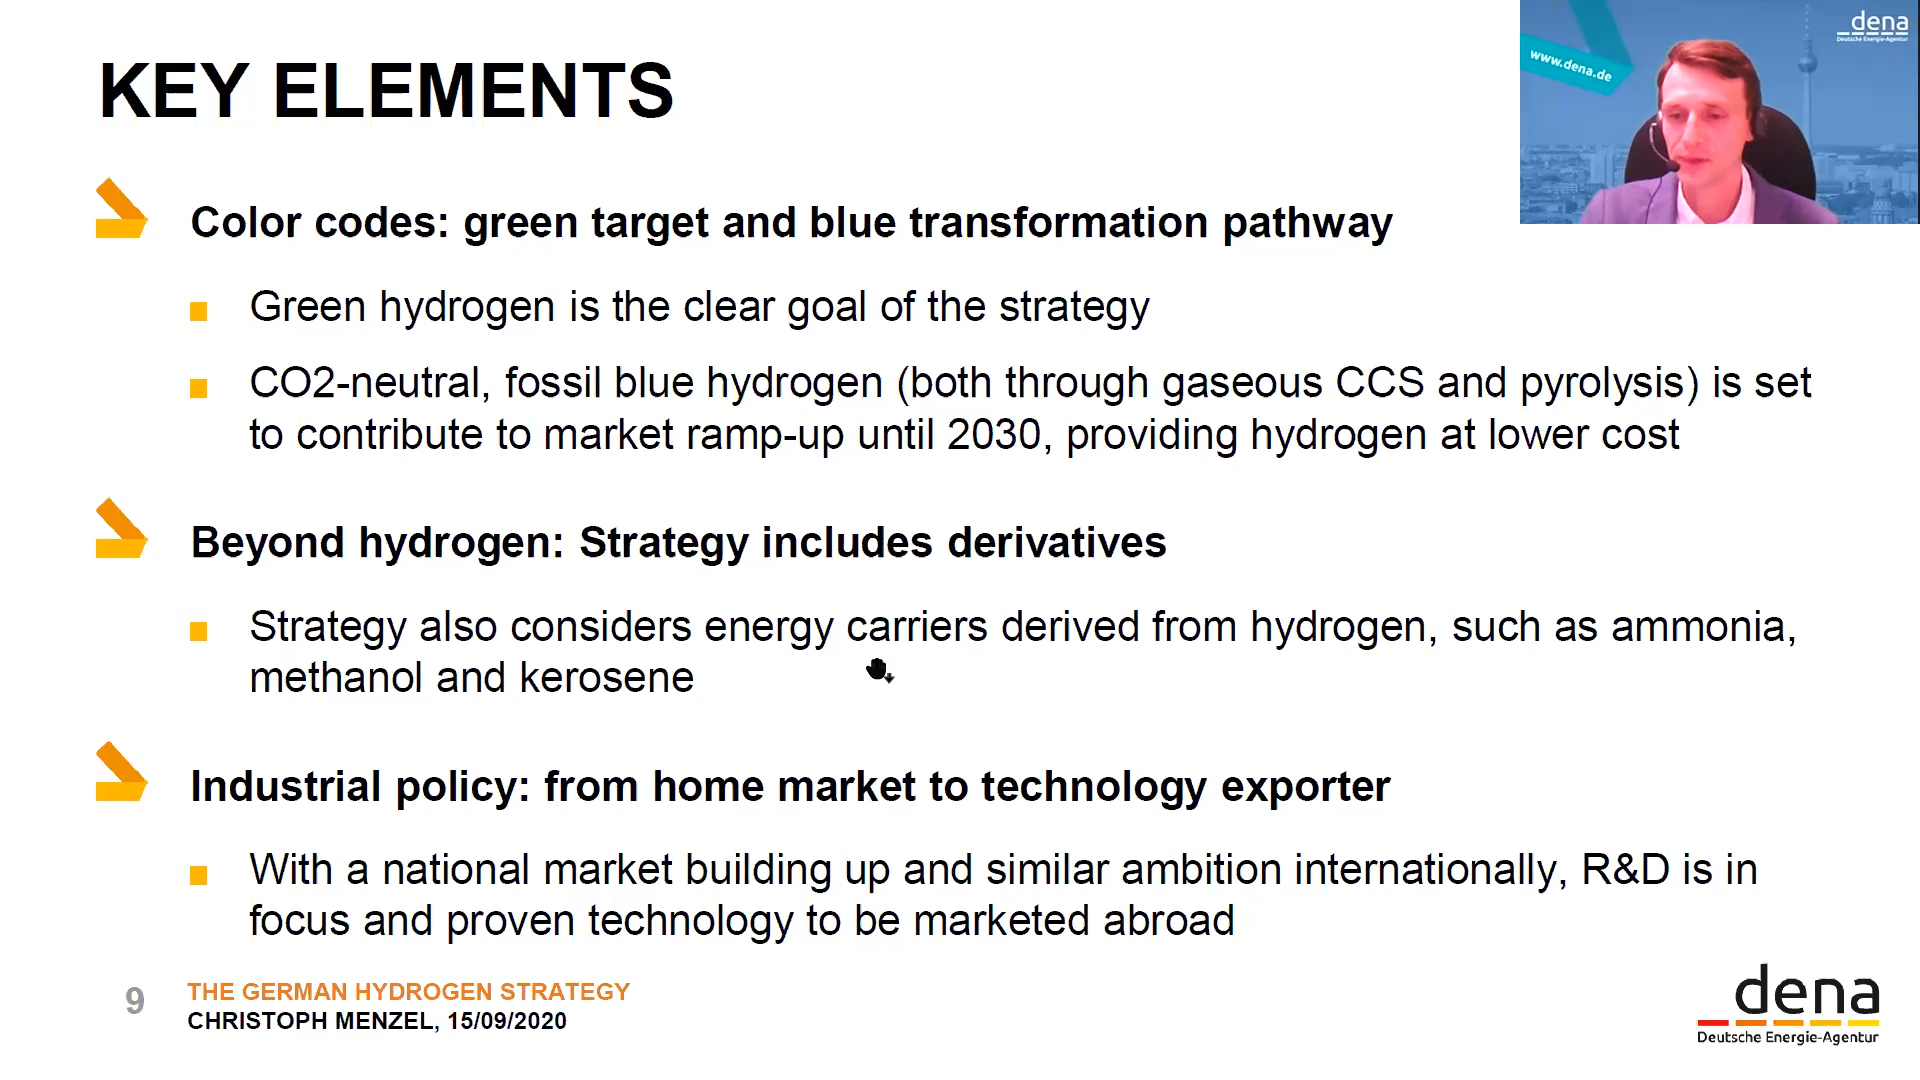 KEY ELEMENTS
dena
Deutsche Energie-Agentur
www.dena.de
Color codes: green target and blue transformation pathway
Green hydrogen is the clear goal of the strategy
CO2-neutral, fossil blue hydrogen (both through gaseous CCS and pyrolysis) is set
to contribute to market ramp-up until 2030, providing hydrogen at lower cost
Beyond hydrogen: Strategy includes derivatives
Strategy also considers energy carriers derived from hydrogen, such as ammonia,
methanol and kerosene
Industrial policy: from home market to technology exporter
With a national market building up and similar ambition internationally, R&D is in
focus and proven technology to be marketed abroad
9
THE GERMAN HYDROGEN STRATEGY
CHRISTOPH MENZEL, 15/09/2020
dena
Deutsche Energie-Agentur